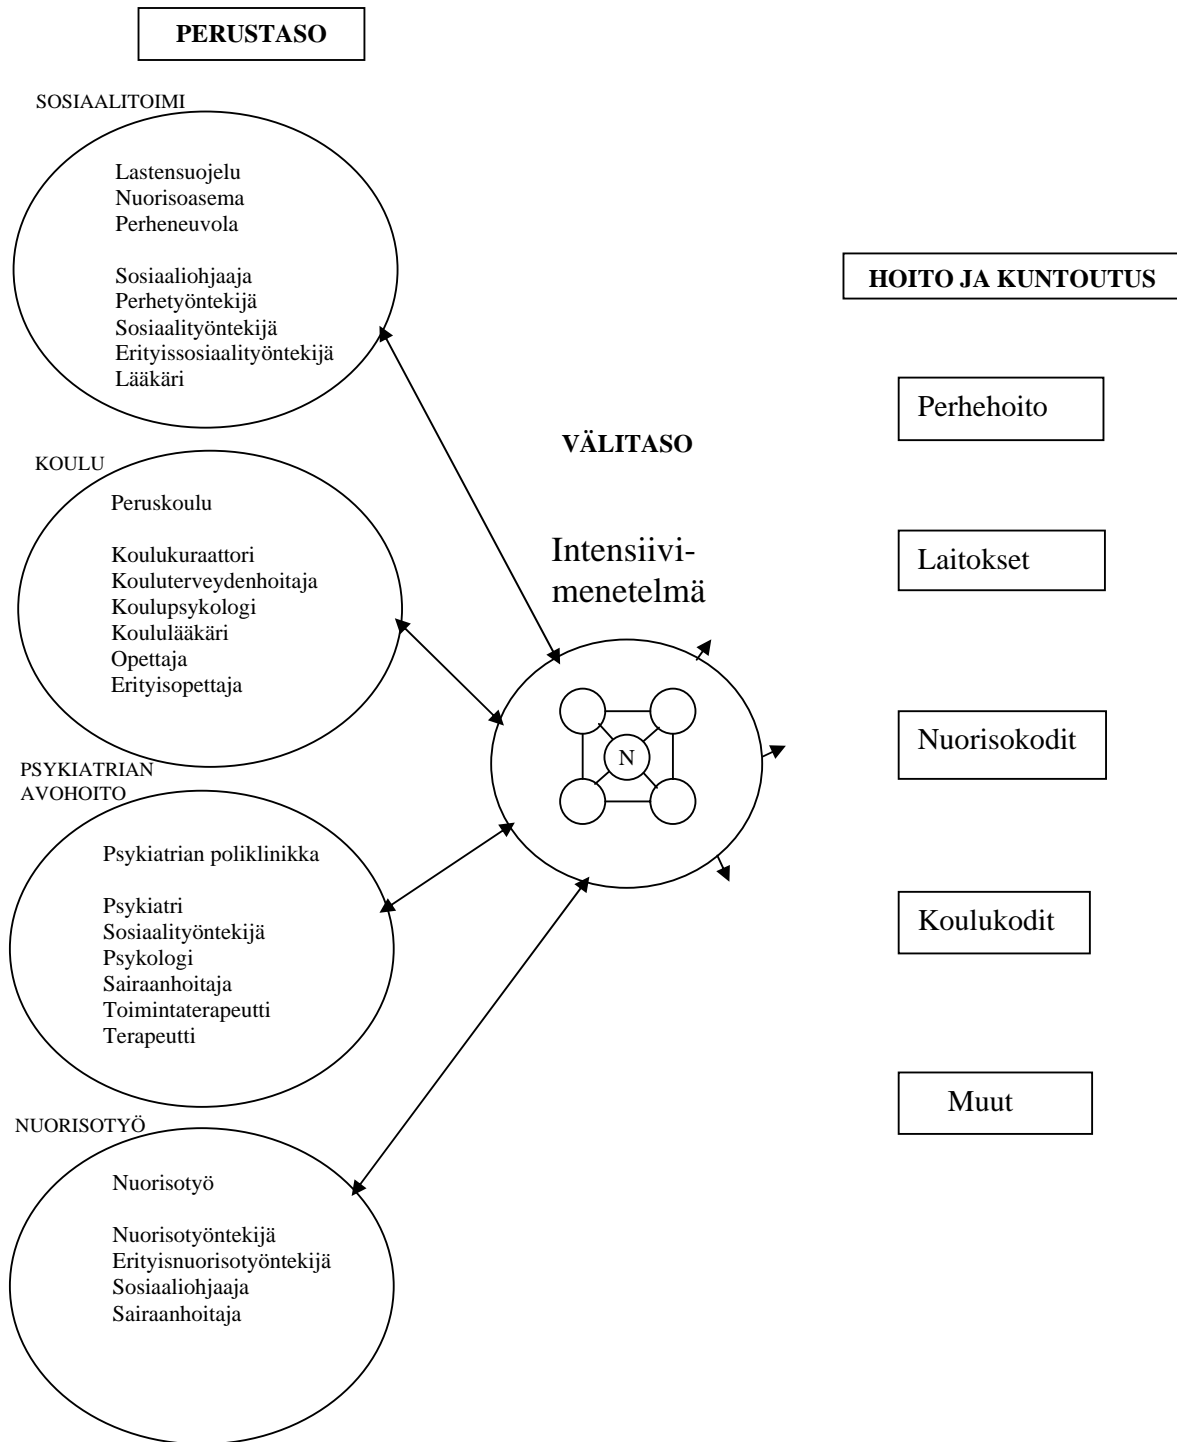 PERUSTASO
SOSIAALITOIMI
Lastensuojelu
Nuorisoasema
Perheneuvola
Sosiaaliohjaaja
Perhetyöntekijä
Sosiaalityöntekijä
Erityissosiaalityöntekijä
Lääkäri
KOULU
Peruskoulu
Koulukuraattori
Kouluterveydenhoitaja
Koulupsykologi
Koululääkäri
Opettaja
Erityisopettaja
PSYKIATRIAN
AVOHOITO
Psykiatrian poliklinikka
Psykiatri
Sosiaalityöntekijä
Psykologi
Sairaanhoitaja
Toimintaterapeutti
Terapeutti
NUORISOTYÖ
Nuorisotyö
Nuorisotyöntekijä
Erityisnuorisotyöntekijä
Sosiaaliohjaaja
Sairaanhoitaja
VÄLITASO
Intensiivi-
menetelmä
N
HOITO JA KUNTOUTUS
Perhehoito
Laitokset
Nuorisokodit
Koulukodit
Muut